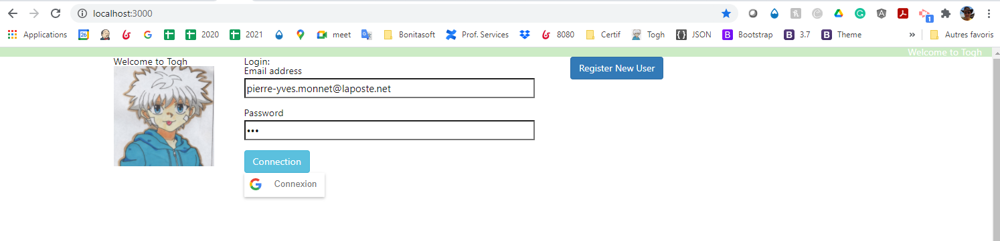 localhost:3000
Applications 26 2020 2021 meet Bonitasoft Prof. Services 8080 Certif Togh JSON Bootstrap 3.7 Theme » Autres favoris
1
Welcome to Togh
Welcome to Togh
Login:
Email address
pierre-yves.monnet@laposte.net
Password
•••
Connection
Connexion
Register New User